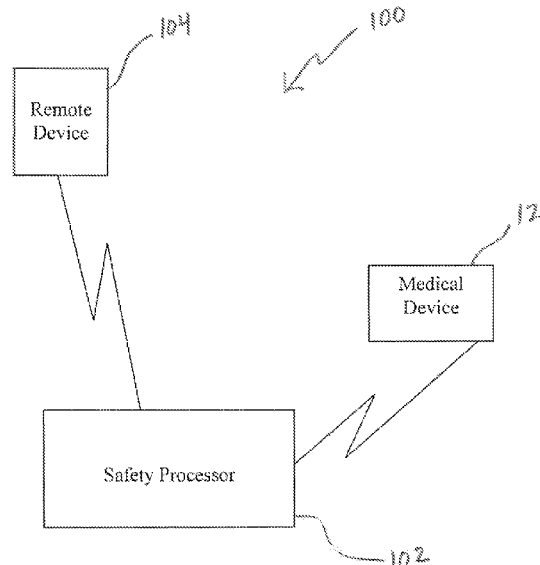 104
100
Remote
Device
12
Medical
Device
Safety Processor
102